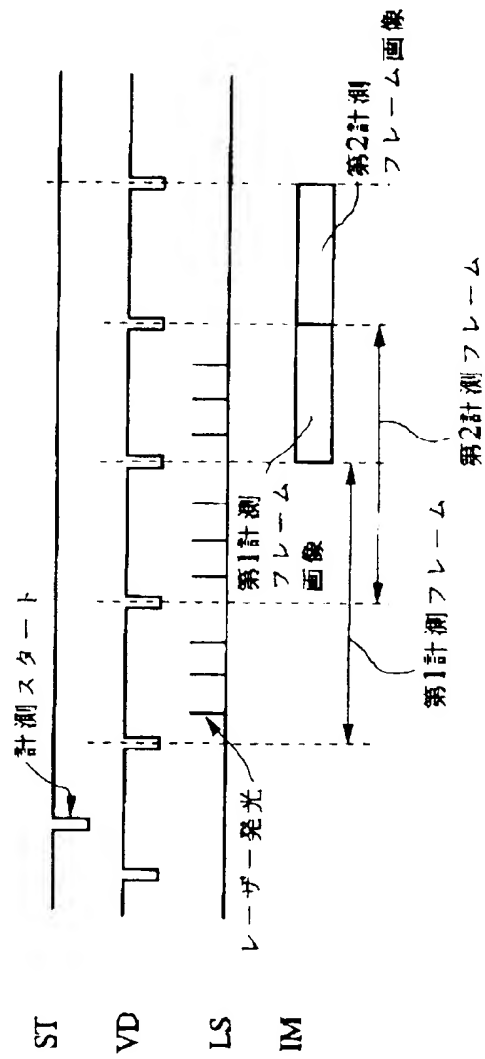 ST
計測スタート
VD
LS
レーザー発光
IM
第1計測
フレーム
画像
第2計測
フレーム画像
第1計測フレーム
第2計測フレーム